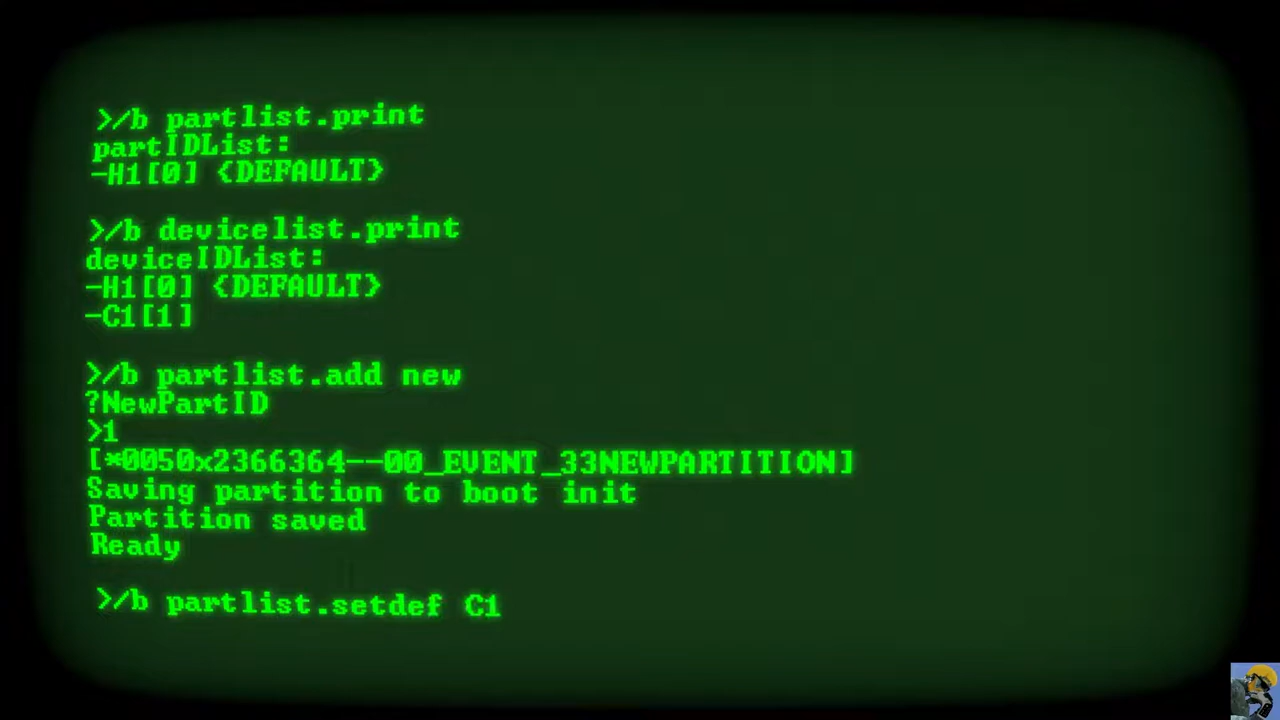 >/b partlist.print
partIDList:
-H1[0] {DEFAULT}
>/b devicelist.print
deviceIDList:
-H1[0] {DEFAULT}
-C1[1]
>/b partlist.add new
?NewPartID
>1
[*0050x2366364--00_EVENT_33NEWPARTITION]
Saving partition to boot init
Partition saved
Ready
>/b partlist.setdef C1